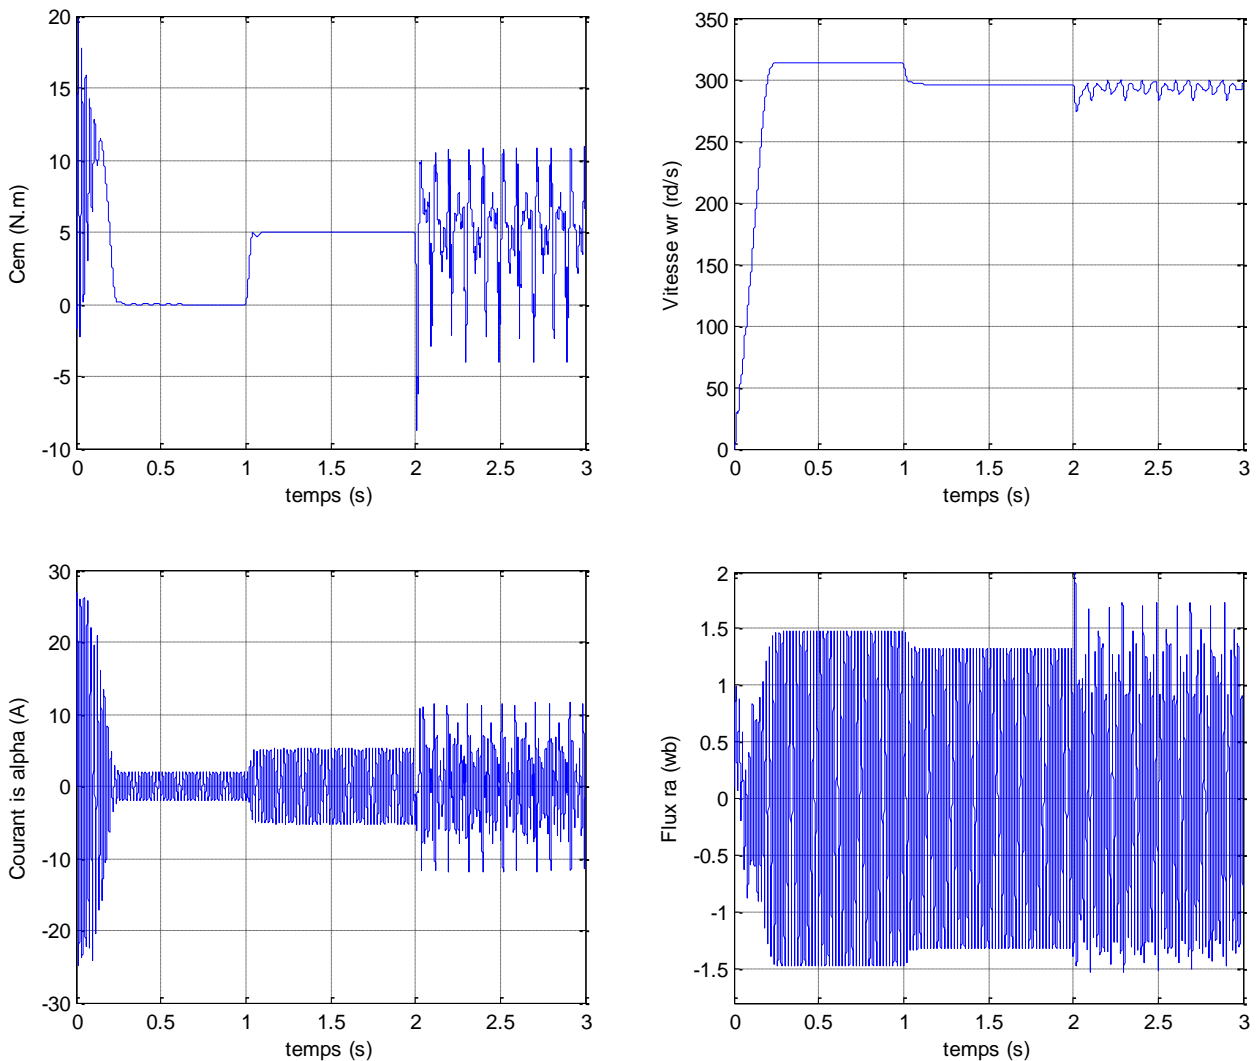 20
15
10
5
0
-5
-10
Cem (N.m)
0 0.5 1 1.5 2 2.5 3
temps (s)
350
300
250
200
150
100
50
0
Vitesse wr (rd/s)
0 0.5 1 1.5 2 2.5 3
temps (s)
30
20
10
0
-10
-20
-30
Courant is alpha (A)
0 0.5 1 1.5 2 2.5 3
temps (s)
2
1.5
1
0.5
0
-0.5
-1
-1.5
Flux ra (wb)
0 0.5 1 1.5 2 2.5 3
temps (s)